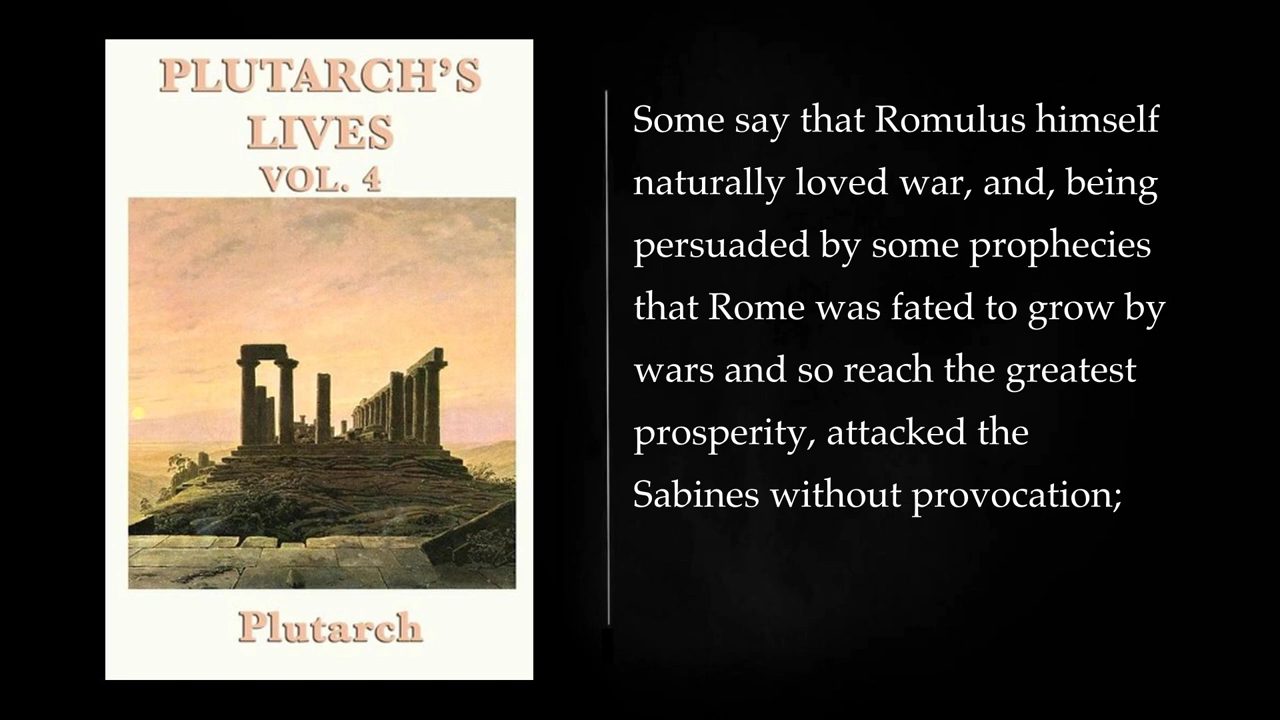 PLUTARCH'S
LIVES
VOL. 4
Plutarch
Some say that Romulus himself
naturally loved war, and, being
persuaded by some prophecies
that Rome was fated to grow by
wars and so reach the greatest
prosperity, attacked the
Sabines without provocation;